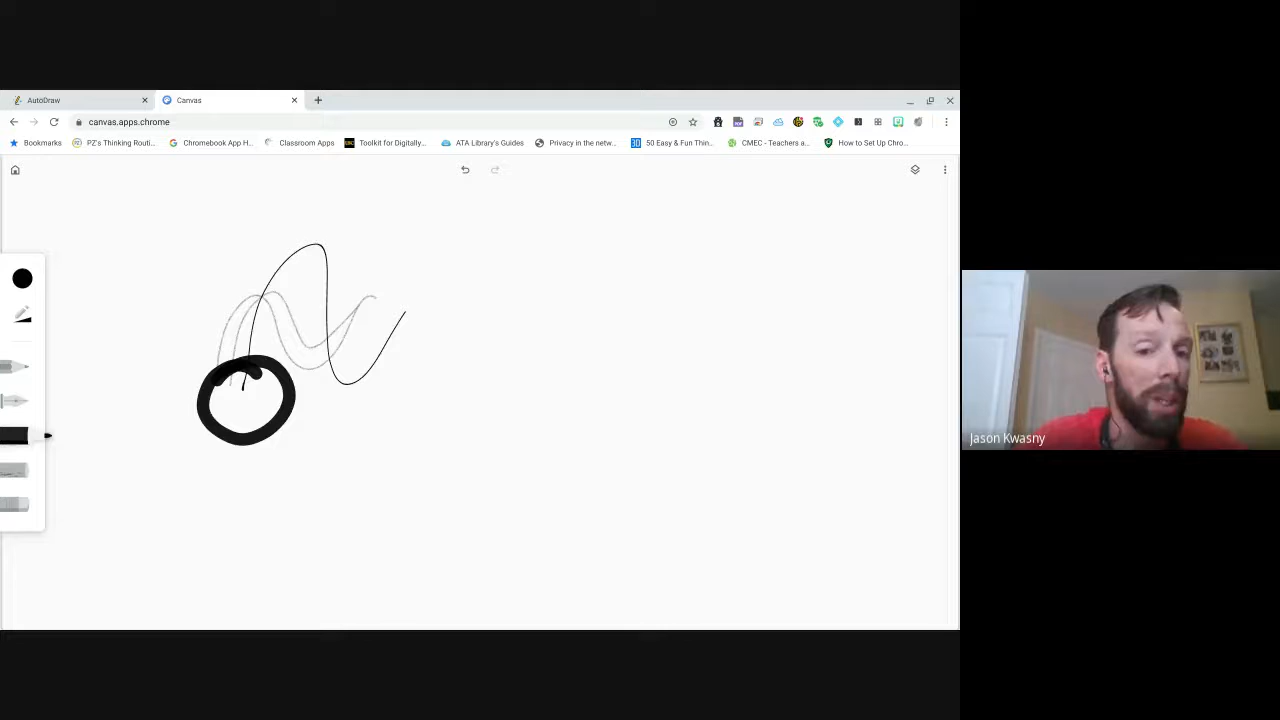 AutoDraw
Canvas
canvas.apps.chrome
Bookmarks PZ's Thinking Routi... Chromebook App H... Classroom Apps Toolkit for Digitally... ATA Library's Guides Privacy in the netw... 50 Easy & Fun Thin... CMEC - Teachers a... How to Set Up Chro...
Jason Kwasny